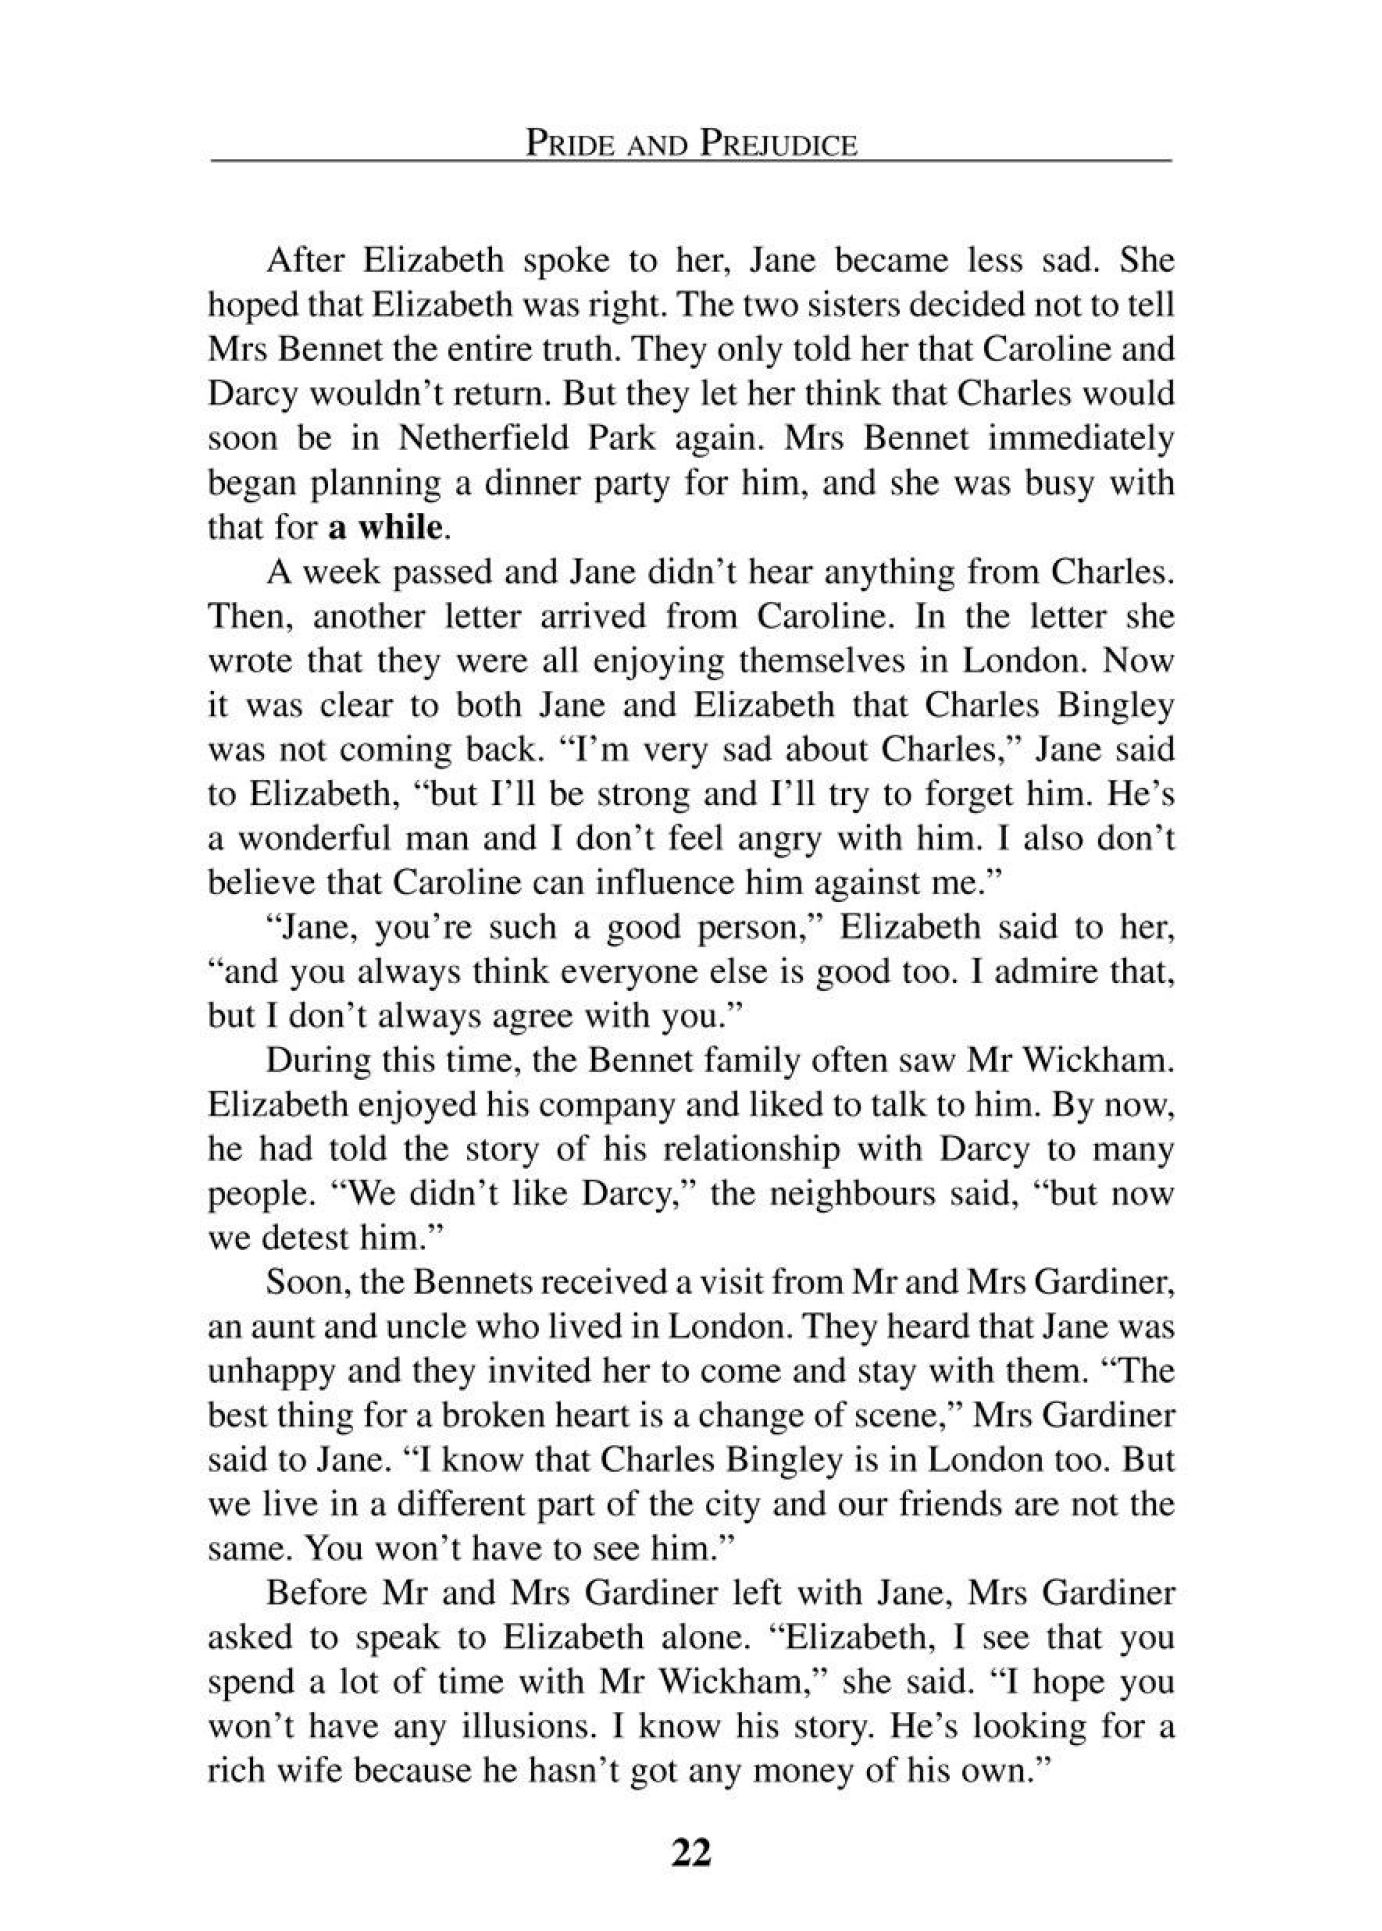 PRIDE AND PREJUDICE
After Elizabeth spoke to her, Jane became less sad. She
hoped that Elizabeth was right. The two sisters decided not to tell
Mrs Bennet the entire truth. They only told her that Caroline and
Darcy wouldn’t return. But they let her think that Charles would
soon be in Netherfield Park again. Mrs Bennet immediately
began planning a dinner party for him, and she was busy with
that for a while.
A week passed and Jane didn’t hear anything from Charles.
Then, another letter arrived from Caroline. In the letter she
wrote that they were all enjoying themselves in London. Now
it was clear to both Jane and Elizabeth that Charles Bingley
was not coming back. “I’m very sad about Charles,” Jane said
to Elizabeth, “but I’ll be strong and I’ll try to forget him. He’s
a wonderful man and I don’t feel angry with him. I also don’t
believe that Caroline can influence him against me.”
“Jane, you’re such a good person,” Elizabeth said to her,
“and you always think everyone else is good too. I admire that,
but I don’t always agree with you.”
During this time, the Bennet family often saw Mr Wickham.
Elizabeth enjoyed his company and liked to talk to him. By now,
he had told the story of his relationship with Darcy to many
people. “We didn’t like Darcy,” the neighbours said, “but now
we detest him.”
Soon, the Bennets received a visit from Mr and Mrs Gardiner,
an aunt and uncle who lived in London. They heard that Jane was
unhappy and they invited her to come and stay with them. “The
best thing for a broken heart is a change of scene,” Mrs Gardiner
said to Jane. “I know that Charles Bingley is in London too. But
we live in a different part of the city and our friends are not the
same. You won’t have to see him.”
Before Mr and Mrs Gardiner left with Jane, Mrs Gardiner
asked to speak to Elizabeth alone. “Elizabeth, I see that you
spend a lot of time with Mr Wickham,” she said. “I hope you
won’t have any illusions. I know his story. He’s looking for a
rich wife because he hasn’t got any money of his own.”
22